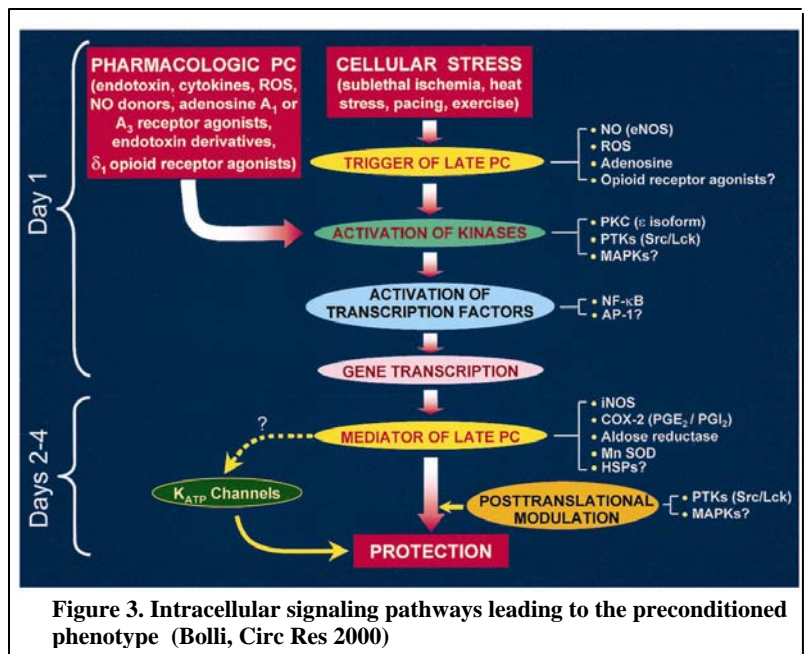 PHARMACOLOGIC PC
(endotoxin, cytokines, ROS,
NO donors, adenosine A₁ or
A₃ receptor agonists,
endotoxin derivatives,
δ₁ opioid receptor agonists)
CELLULAR STRESS
(sublethal ischemia, heat
stress, pacing, exercise)
Day 1
TRIGGER OF LATE PC
• NO (eNOS)
• ROS
• Adenosine
• Opioid receptor agonists?
ACTIVATION OF KINASES
• PKC (ε isoform)
• PTKs (Src/Lck)
• MAPKs?
ACTIVATION OF
TRANSCRIPTION FACTORS
• NF-κB
• AP-1?
GENE TRANSCRIPTION
Days 2-4
MEDIATOR OF LATE PC
• iNOS
• COX-2 (PGE₂ / PGI₂)
• Aldose reductase
• Mn SOD
• HSPs?
?
K_ATP Channels
POSTTRANSLATIONAL
MODULATION
• PTKs (Src/Lck)
• MAPKs?
PROTECTION
Figure 3. Intracellular signaling pathways leading to the preconditioned
phenotype (Bolli, Circ Res 2000)